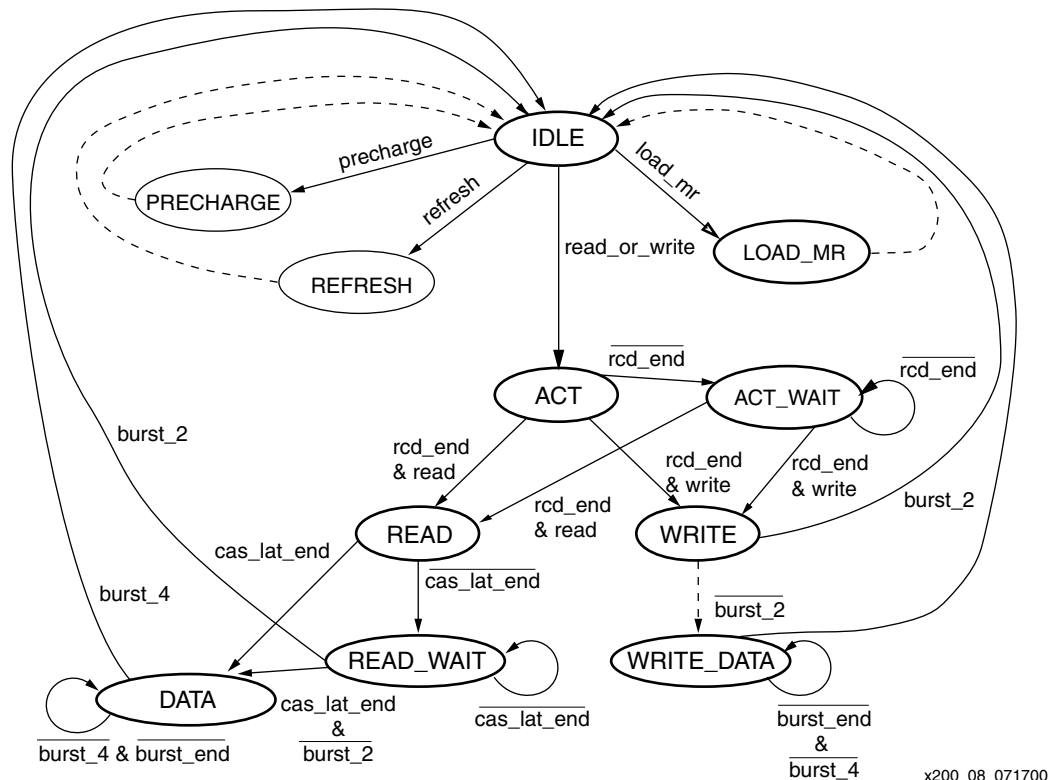 IDLE
precharge
load_mr
PRECHARGE
refresh
read_or_write
LOAD_MR
REFRESH
rcd_end
rcd_end
ACT
ACT_WAIT
burst_2
rcd_end
& read
rcd_end
& write
rcd_end
& write
burst_2
rcd_end
& read
READ
WRITE
cas_lat_end
cas_lat_end
burst_4
burst_2
READ_WAIT
WRITE_DATA
DATA
cas_lat_end
&
burst_2
cas_lat_end
burst_4 & burst_end
burst_end
&
burst_4
x200_08_071700